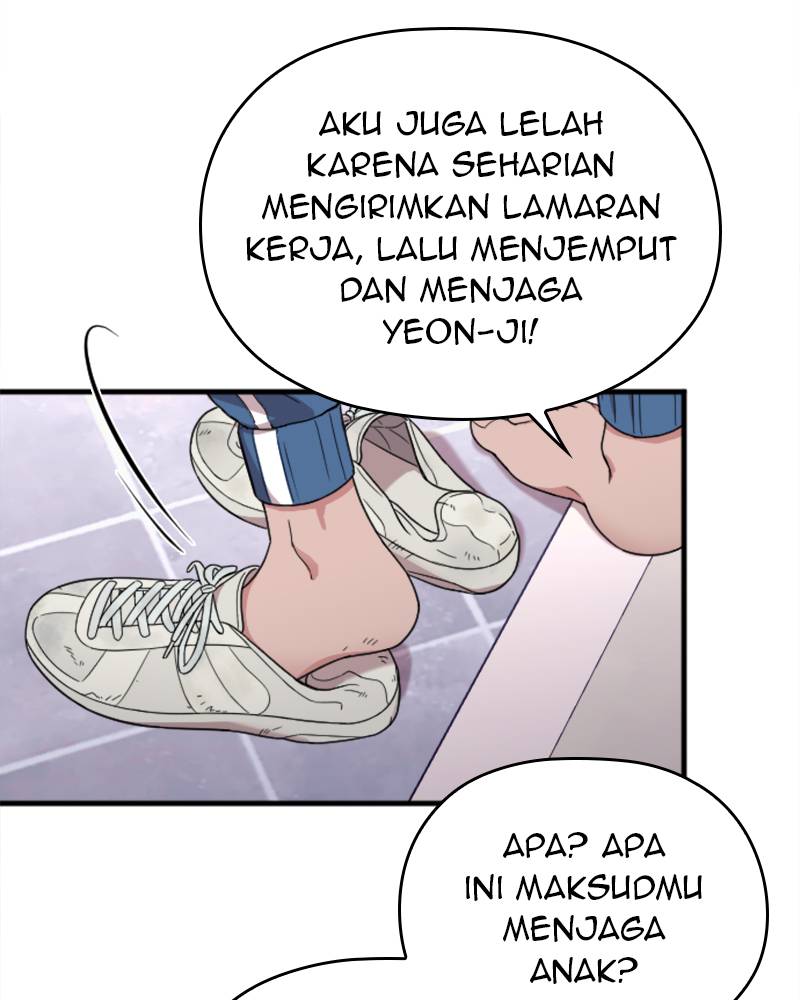 AKU JUGA LELAH
KARENA SEHARIAN
MENGIRIMKAN LAMARAN
KERJA, LALU MENJEMPUT
DAN MENJAGA
YEON-JI!
APA? APA
INI MAKSUDMU
MENJAGA
ANAK?